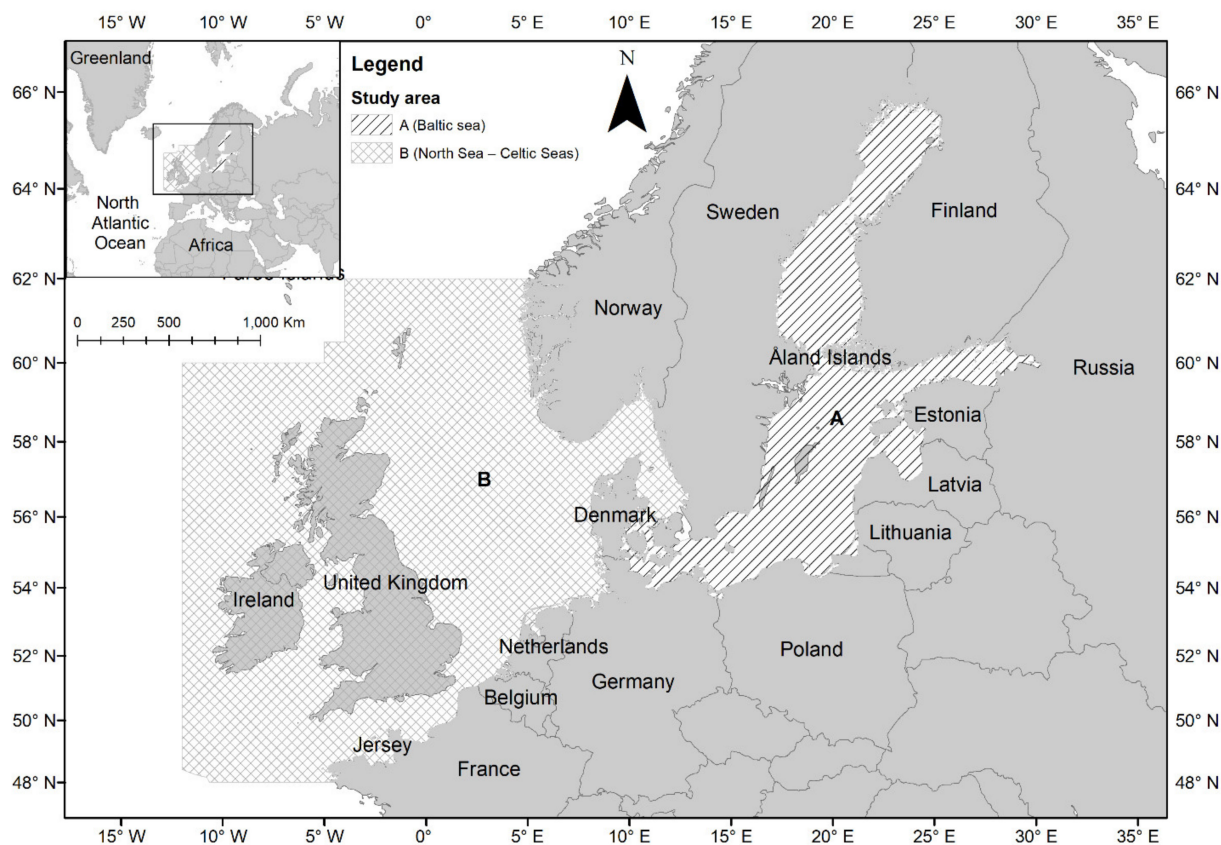 15° W 10° W 5° W 0° 5° E 10° E 15° E 20° E 25° E 30° E 35° E
Greenland
North
Atlantic
Ocean
Africa
Legend
Study area
A (Baltic sea)
B (North Sea – Celtic Seas)
N
66° N
66° N
64° N
64° N
62° N
62° N
60° N
60° N
58° N
58° N
56° N
56° N
54° N
54° N
52° N
52° N
50° N
50° N
48° N
48° N
0 250 500 1,000 Km
Sweden
Finland
Norway
Åland Islands
Russia
A
Estonia
B
Latvia
Denmark
Lithuania
United Kingdom
Ireland
Netherlands
Poland
Germany
Belgium
Jersey
France
15° W 10° W 5° W 0° 5° E 10° E 15° E 20° E 25° E 30° E 35° E